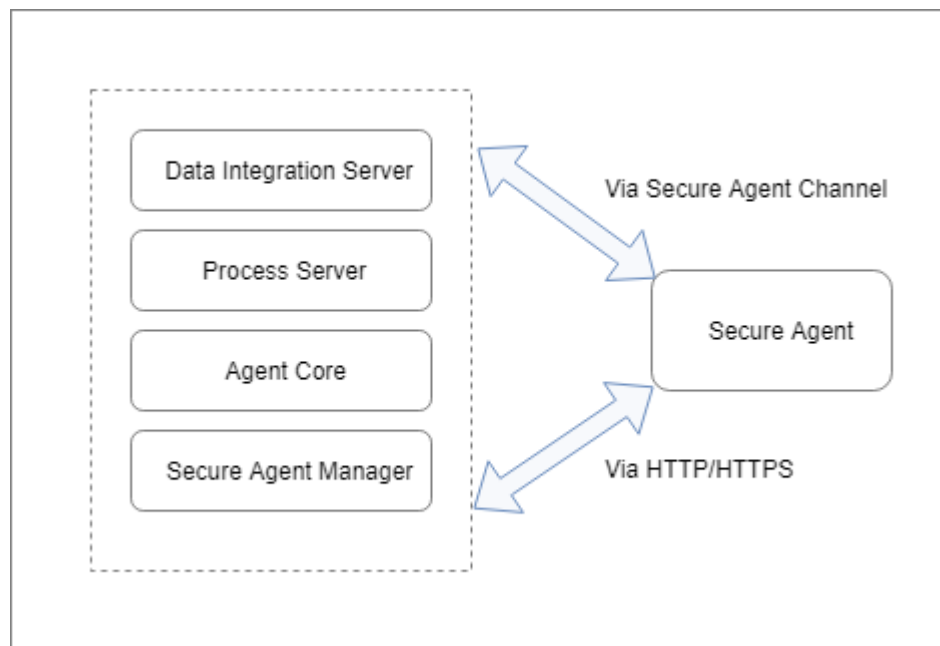 Data Integration Server
Process Server
Agent Core
Secure Agent Manager
Via Secure Agent Channel
Secure Agent
Via HTTP/HTTPS